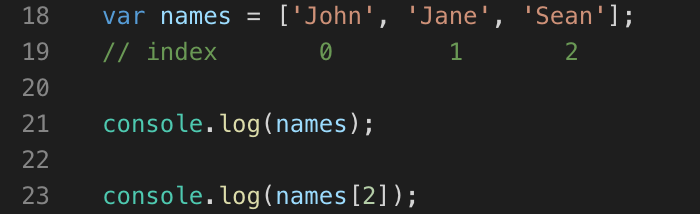 18 var names = ['John', 'Jane', 'Sean'];
19 // index 0 1 2
20
21 console.log(names);
22
23 console.log(names[2]);